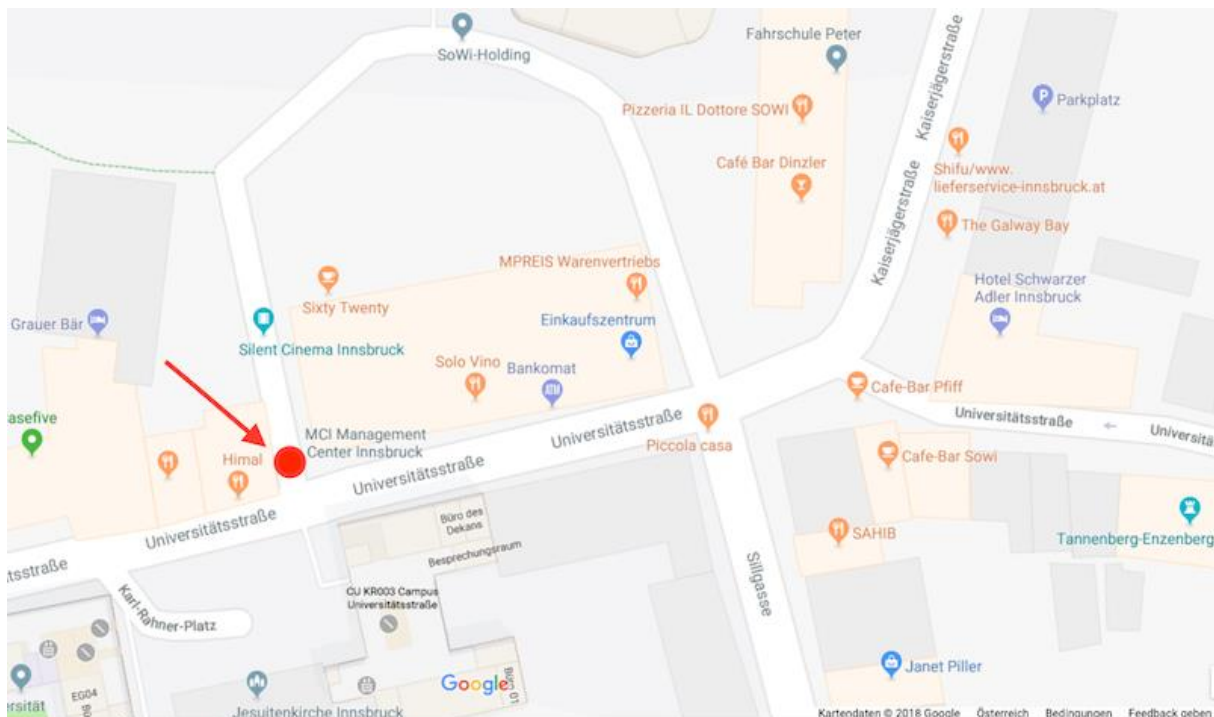 SoWi-Holding
Fahrschule Peter
Kaiserjägerstraße
Parkplatz
Pizzeria IL Dottore SOWI
Kaiserjägerstraße
Café Bar Dinzler
Shifu/www.
lieferservice-innsbruck.at
The Galway Bay
Kaiserjägerstraße
MPREIS Warenvertriebs
Hotel Schwarzer
Adler Innsbruck
Sixty Twenty
Grauer Bär
Einkaufszentrum
Silent Cinema Innsbruck
Solo Vino
Bankomat
ATM
Cafe-Bar Pfiff
asefive
Universitätsstraße
Universitä
MCI Management
Center Innsbruck
Universitätsstraße
Piccola casa
Himal
Cafe-Bar Sowi
Universitätsstraße
Universitätsstraße
Büro des
Dekans
SAHIB
Tannenberg-Enzenberg
Besprechungsraum
tsstraße
Sillgasse
Karl-Rahner-Platz
CU KR003 Campus
Universitätsstraße
Janet Piller
Google
EG04
ersität
Jesuitenkirche Innsbruck
Kartendaten © 2018 Google Österreich Bedingungen Feedback geben